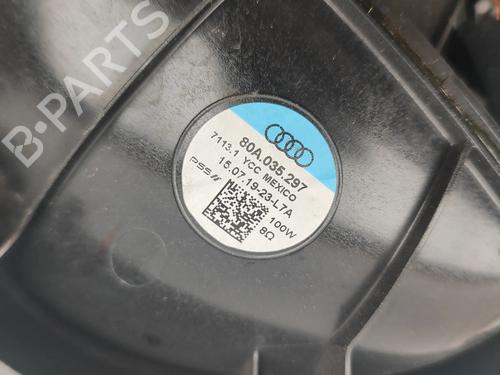 B-PARTS
80A.035.297
7113.1 YCC MEXICO
15.07.19-23-L7A
PSS///
100W
8Ω